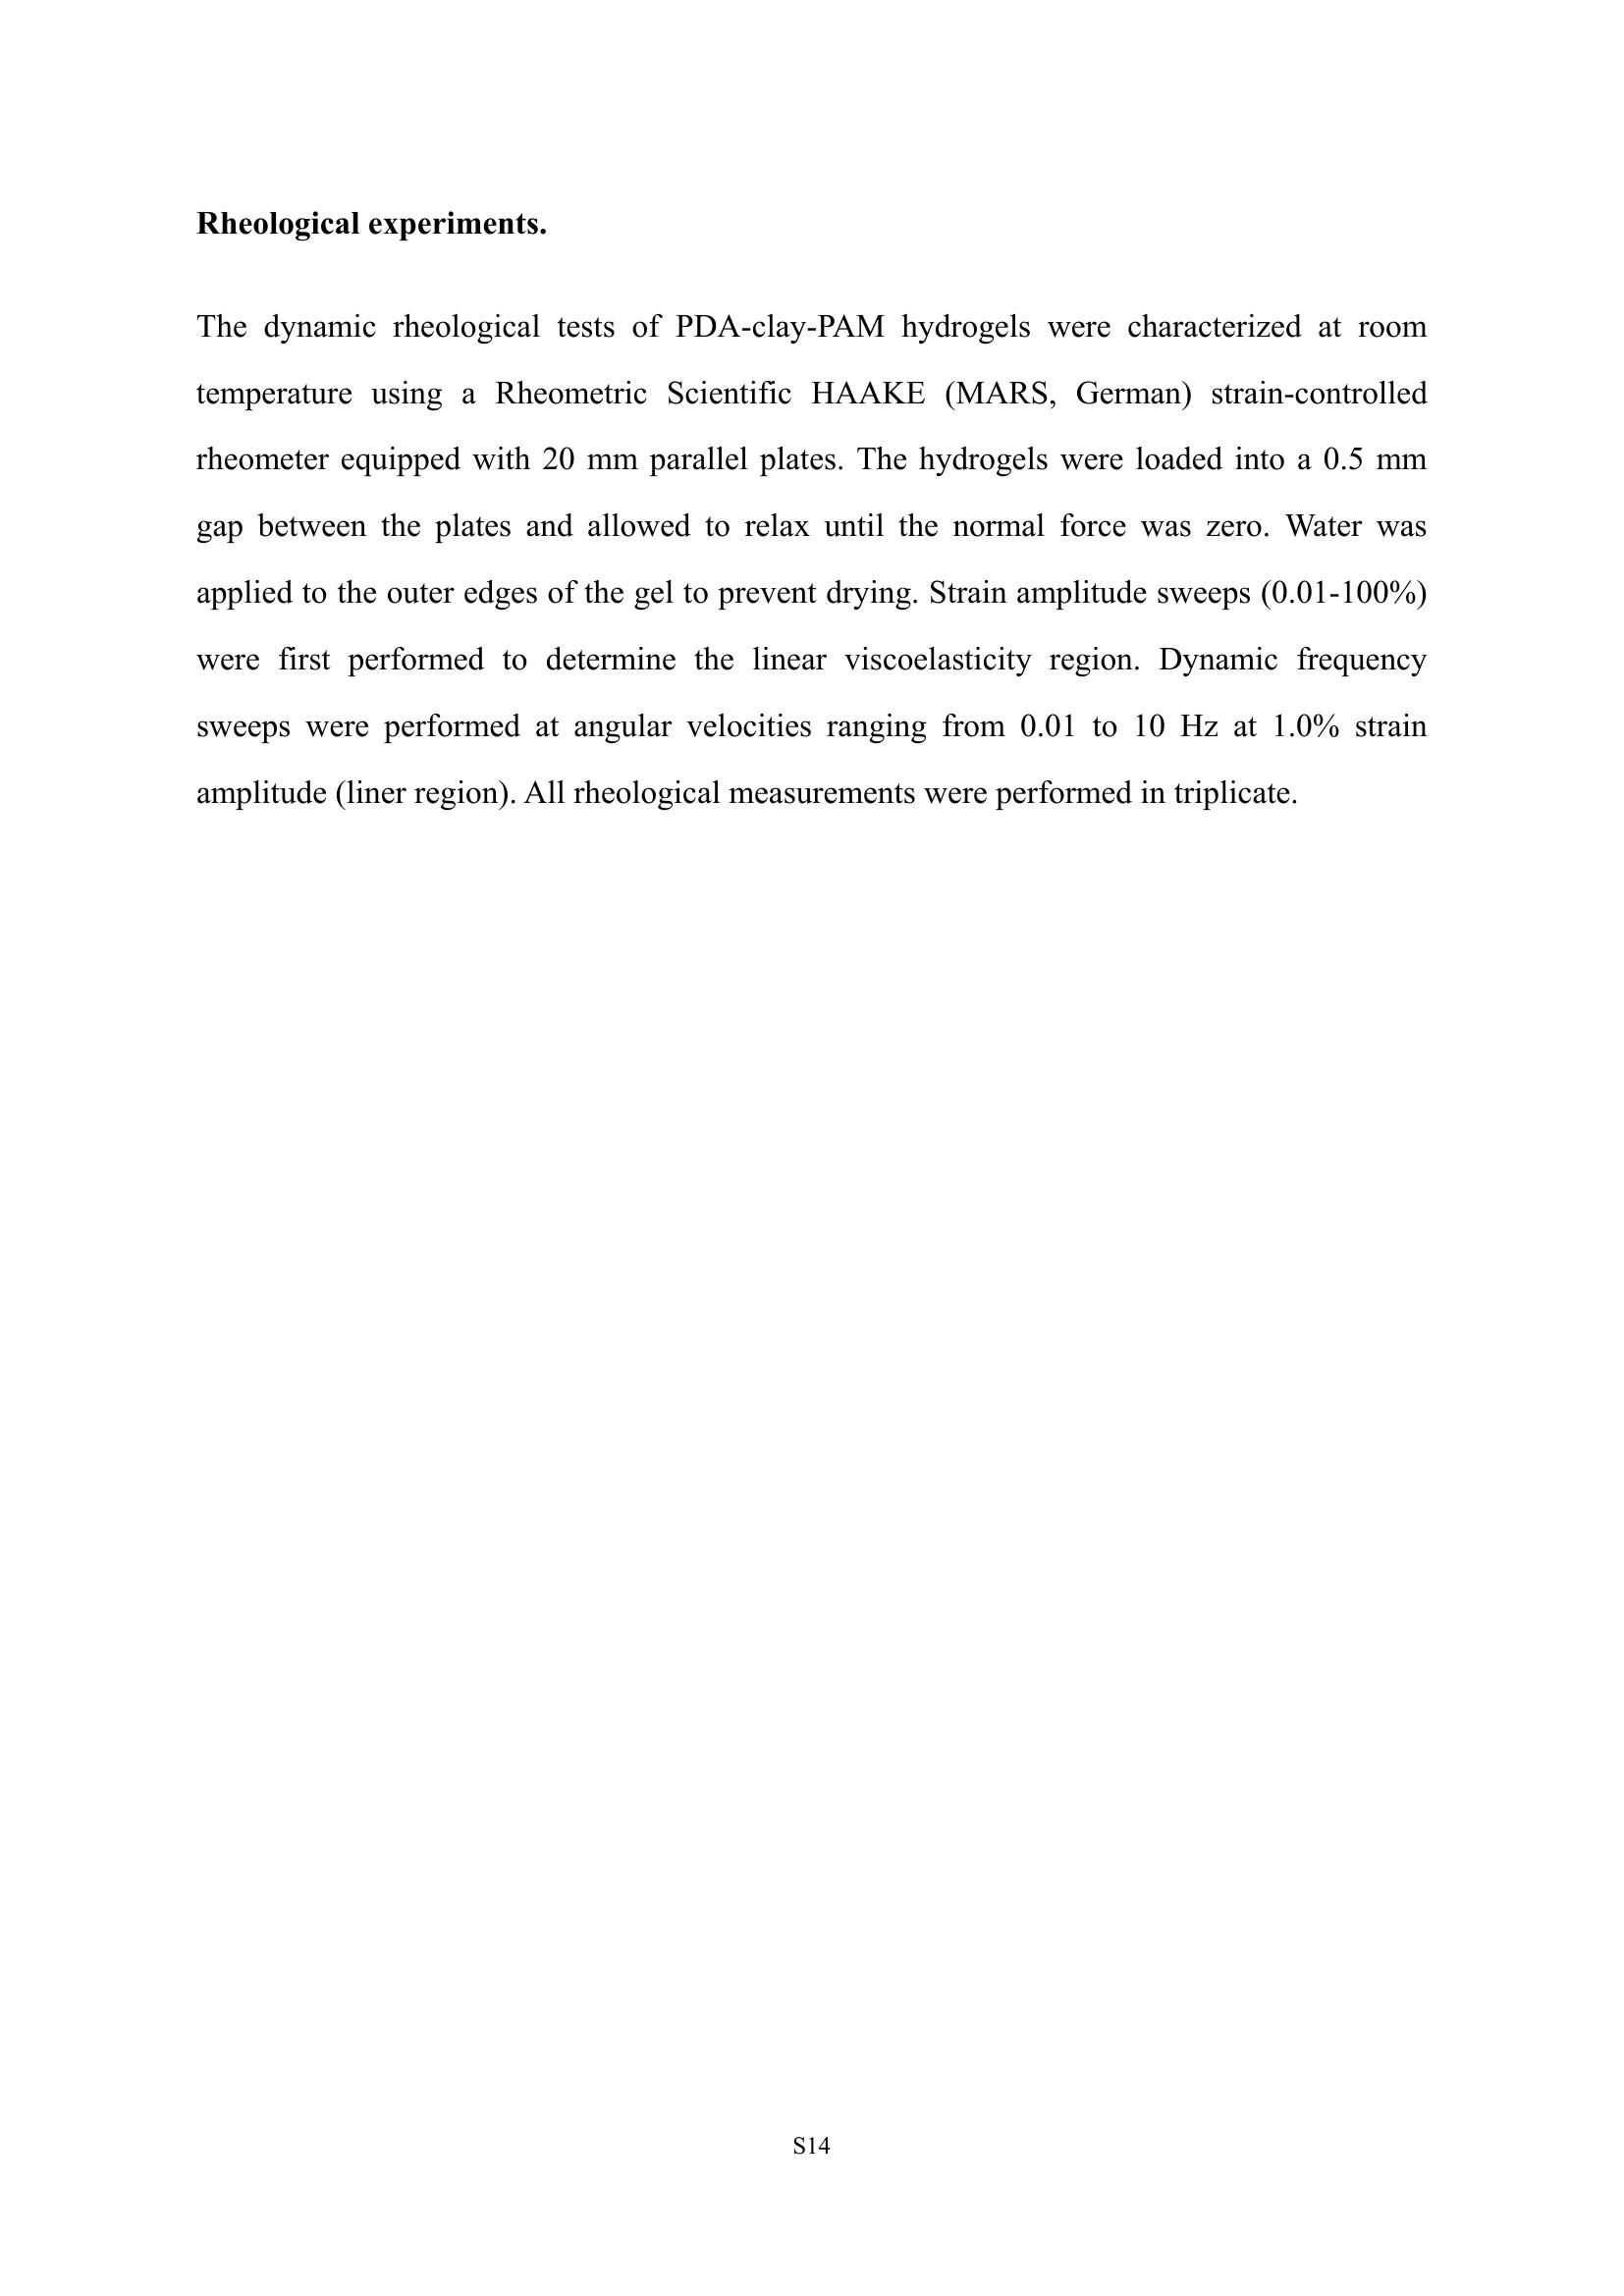 Rheological experiments.
The dynamic rheological tests of PDA-clay-PAM hydrogels were characterized at room
temperature using a Rheometric Scientific HAAKE (MARS, German) strain-controlled
rheometer equipped with 20 mm parallel plates. The hydrogels were loaded into a 0.5 mm
gap between the plates and allowed to relax until the normal force was zero. Water was
applied to the outer edges of the gel to prevent drying. Strain amplitude sweeps (0.01-100%)
were first performed to determine the linear viscoelasticity region. Dynamic frequency
sweeps were performed at angular velocities ranging from 0.01 to 10 Hz at 1.0% strain
amplitude (liner region). All rheological measurements were performed in triplicate.
S14